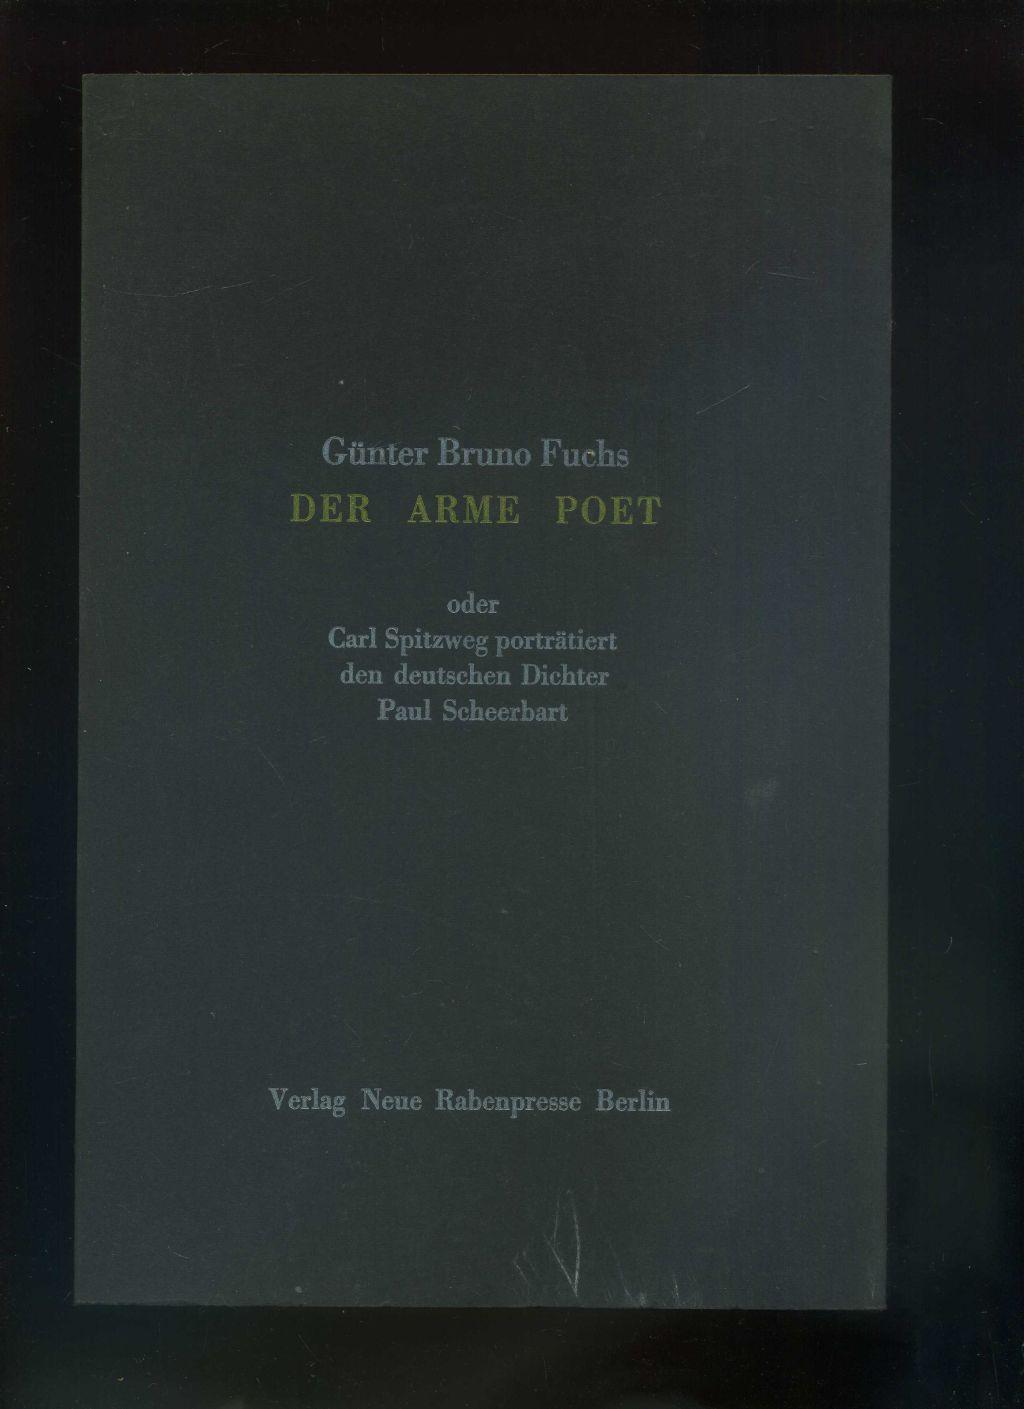 Günter Bruno Fuchs
DER ARME POET
oder
Carl Spitzweg porträtiert
den deutschen Dichter
Paul Scheerbart
Verlag Neue Rabenpresse Berlin